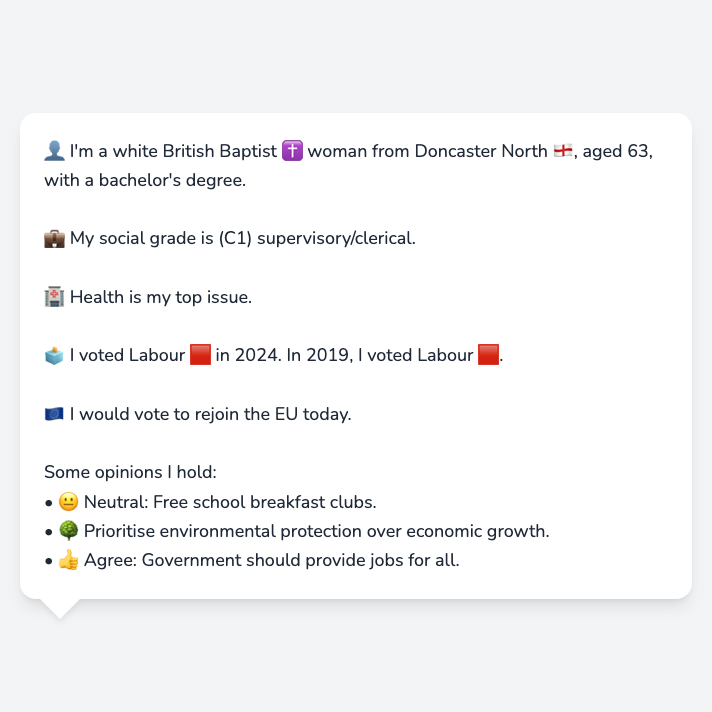 👤 I'm a white British Baptist ✝️ woman from Doncaster North 🏴󠁧󠁢󠁥󠁮󠁧󠁿, aged 63,
with a bachelor's degree.
💼 My social grade is (C1) supervisory/clerical.
🏥 Health is my top issue.
🗳️ I voted Labour 🟥 in 2024. In 2019, I voted Labour 🟥.
🇪🇺 I would vote to rejoin the EU today.
Some opinions I hold:
• 😐 Neutral: Free school breakfast clubs.
• 🌳 Prioritise environmental protection over economic growth.
• 👍 Agree: Government should provide jobs for all.